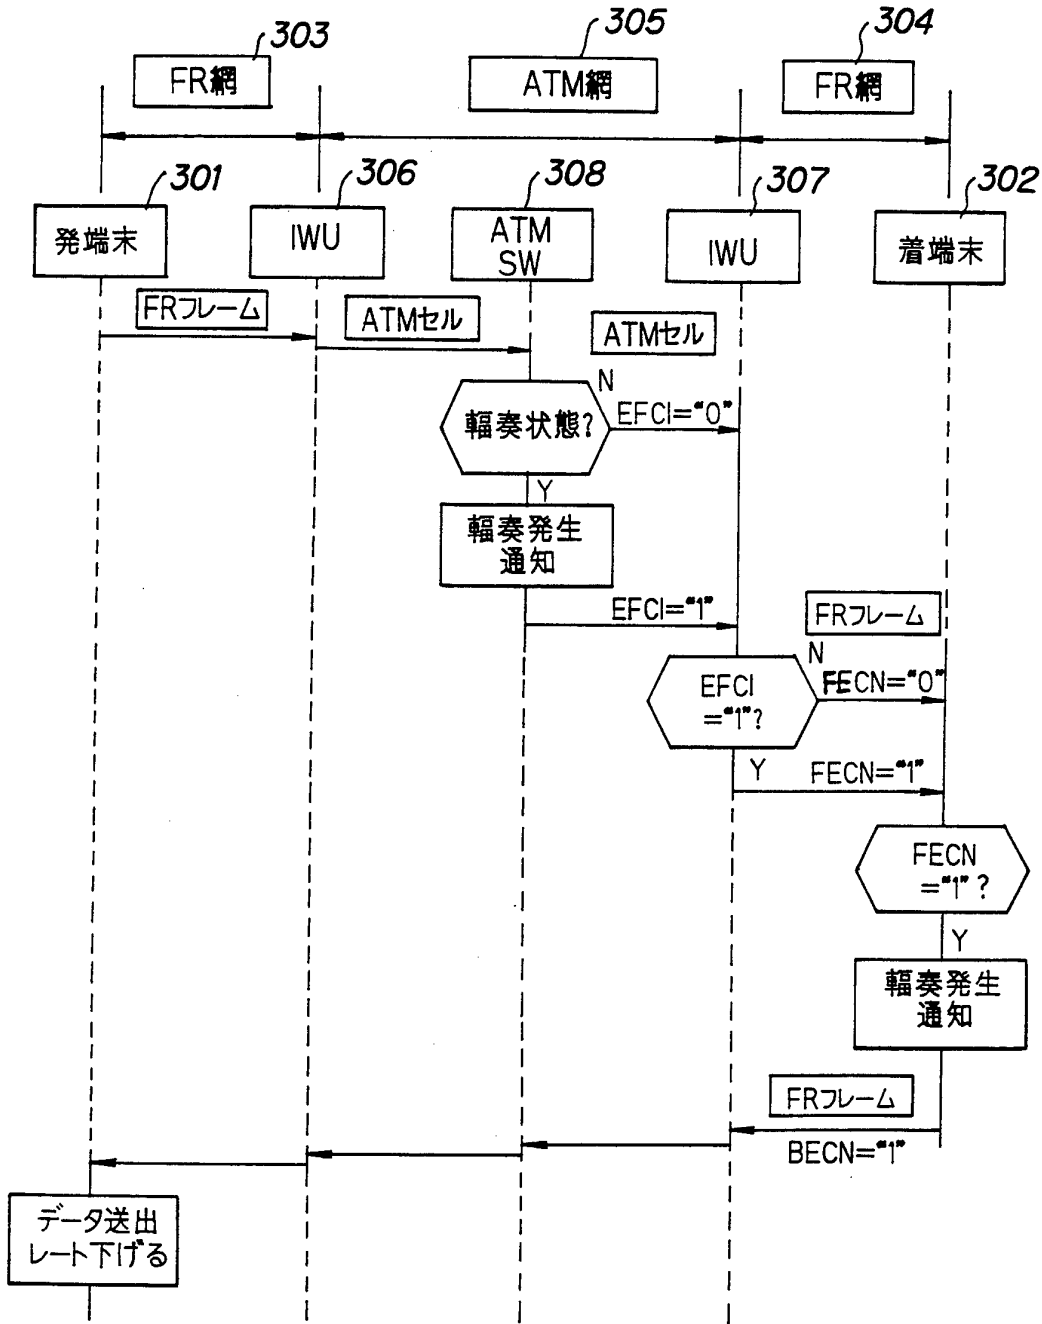 303
305
304
FR網
ATM網
FR網
301
306
308
307
302
発端末
IWU
ATM
SW
IWU
着端末
FRフレーム
ATMセル
ATMセル
N
輻奏状態?
EFCI="0"
Y
輻奏発生
通知
EFCI="1"
FRフレーム
N
EFCI
="1"?
FECN="0"
Y
FECN="1"
FECN
="1"?
Y
輻奏発生
通知
FRフレーム
BECN="1"
データ送出
レート下げる